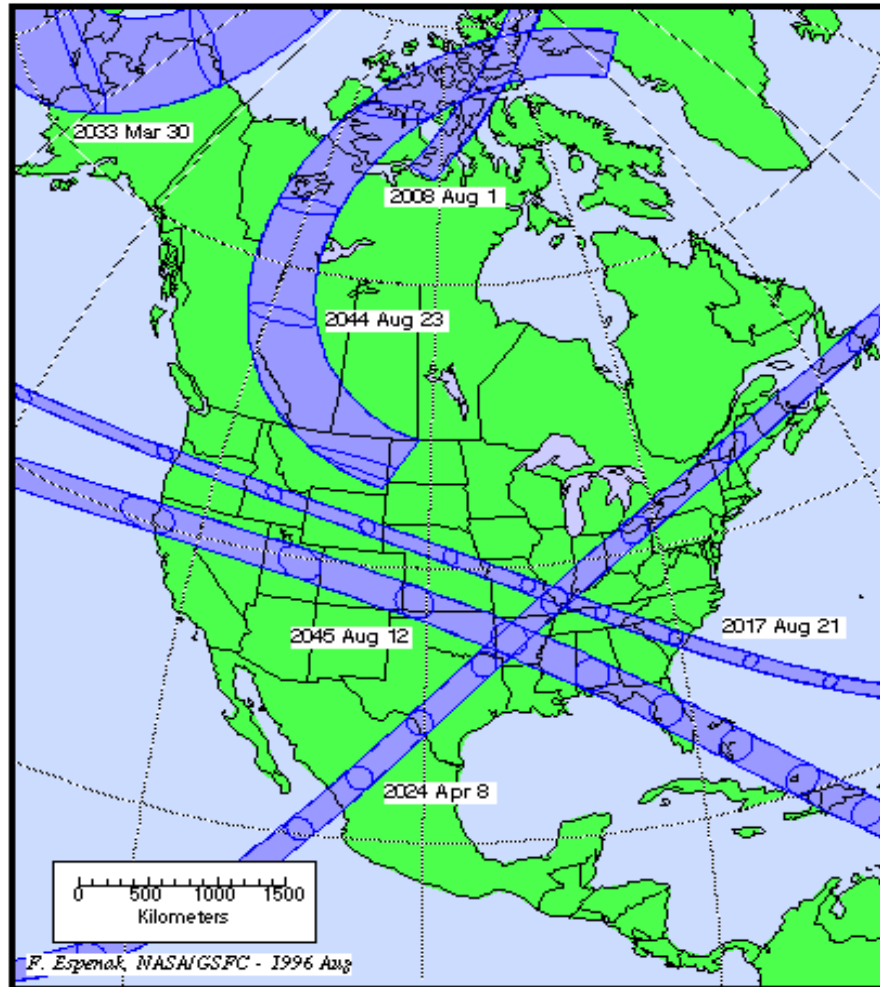 2033 Mar 30
2008 Aug 1
2044 Aug 23
2045 Aug 12
2017 Aug 21
2024 Apr 8
0 500 1000 1500
Kilometers
F. Espenak, NASA/GSFC - 1996 Aug